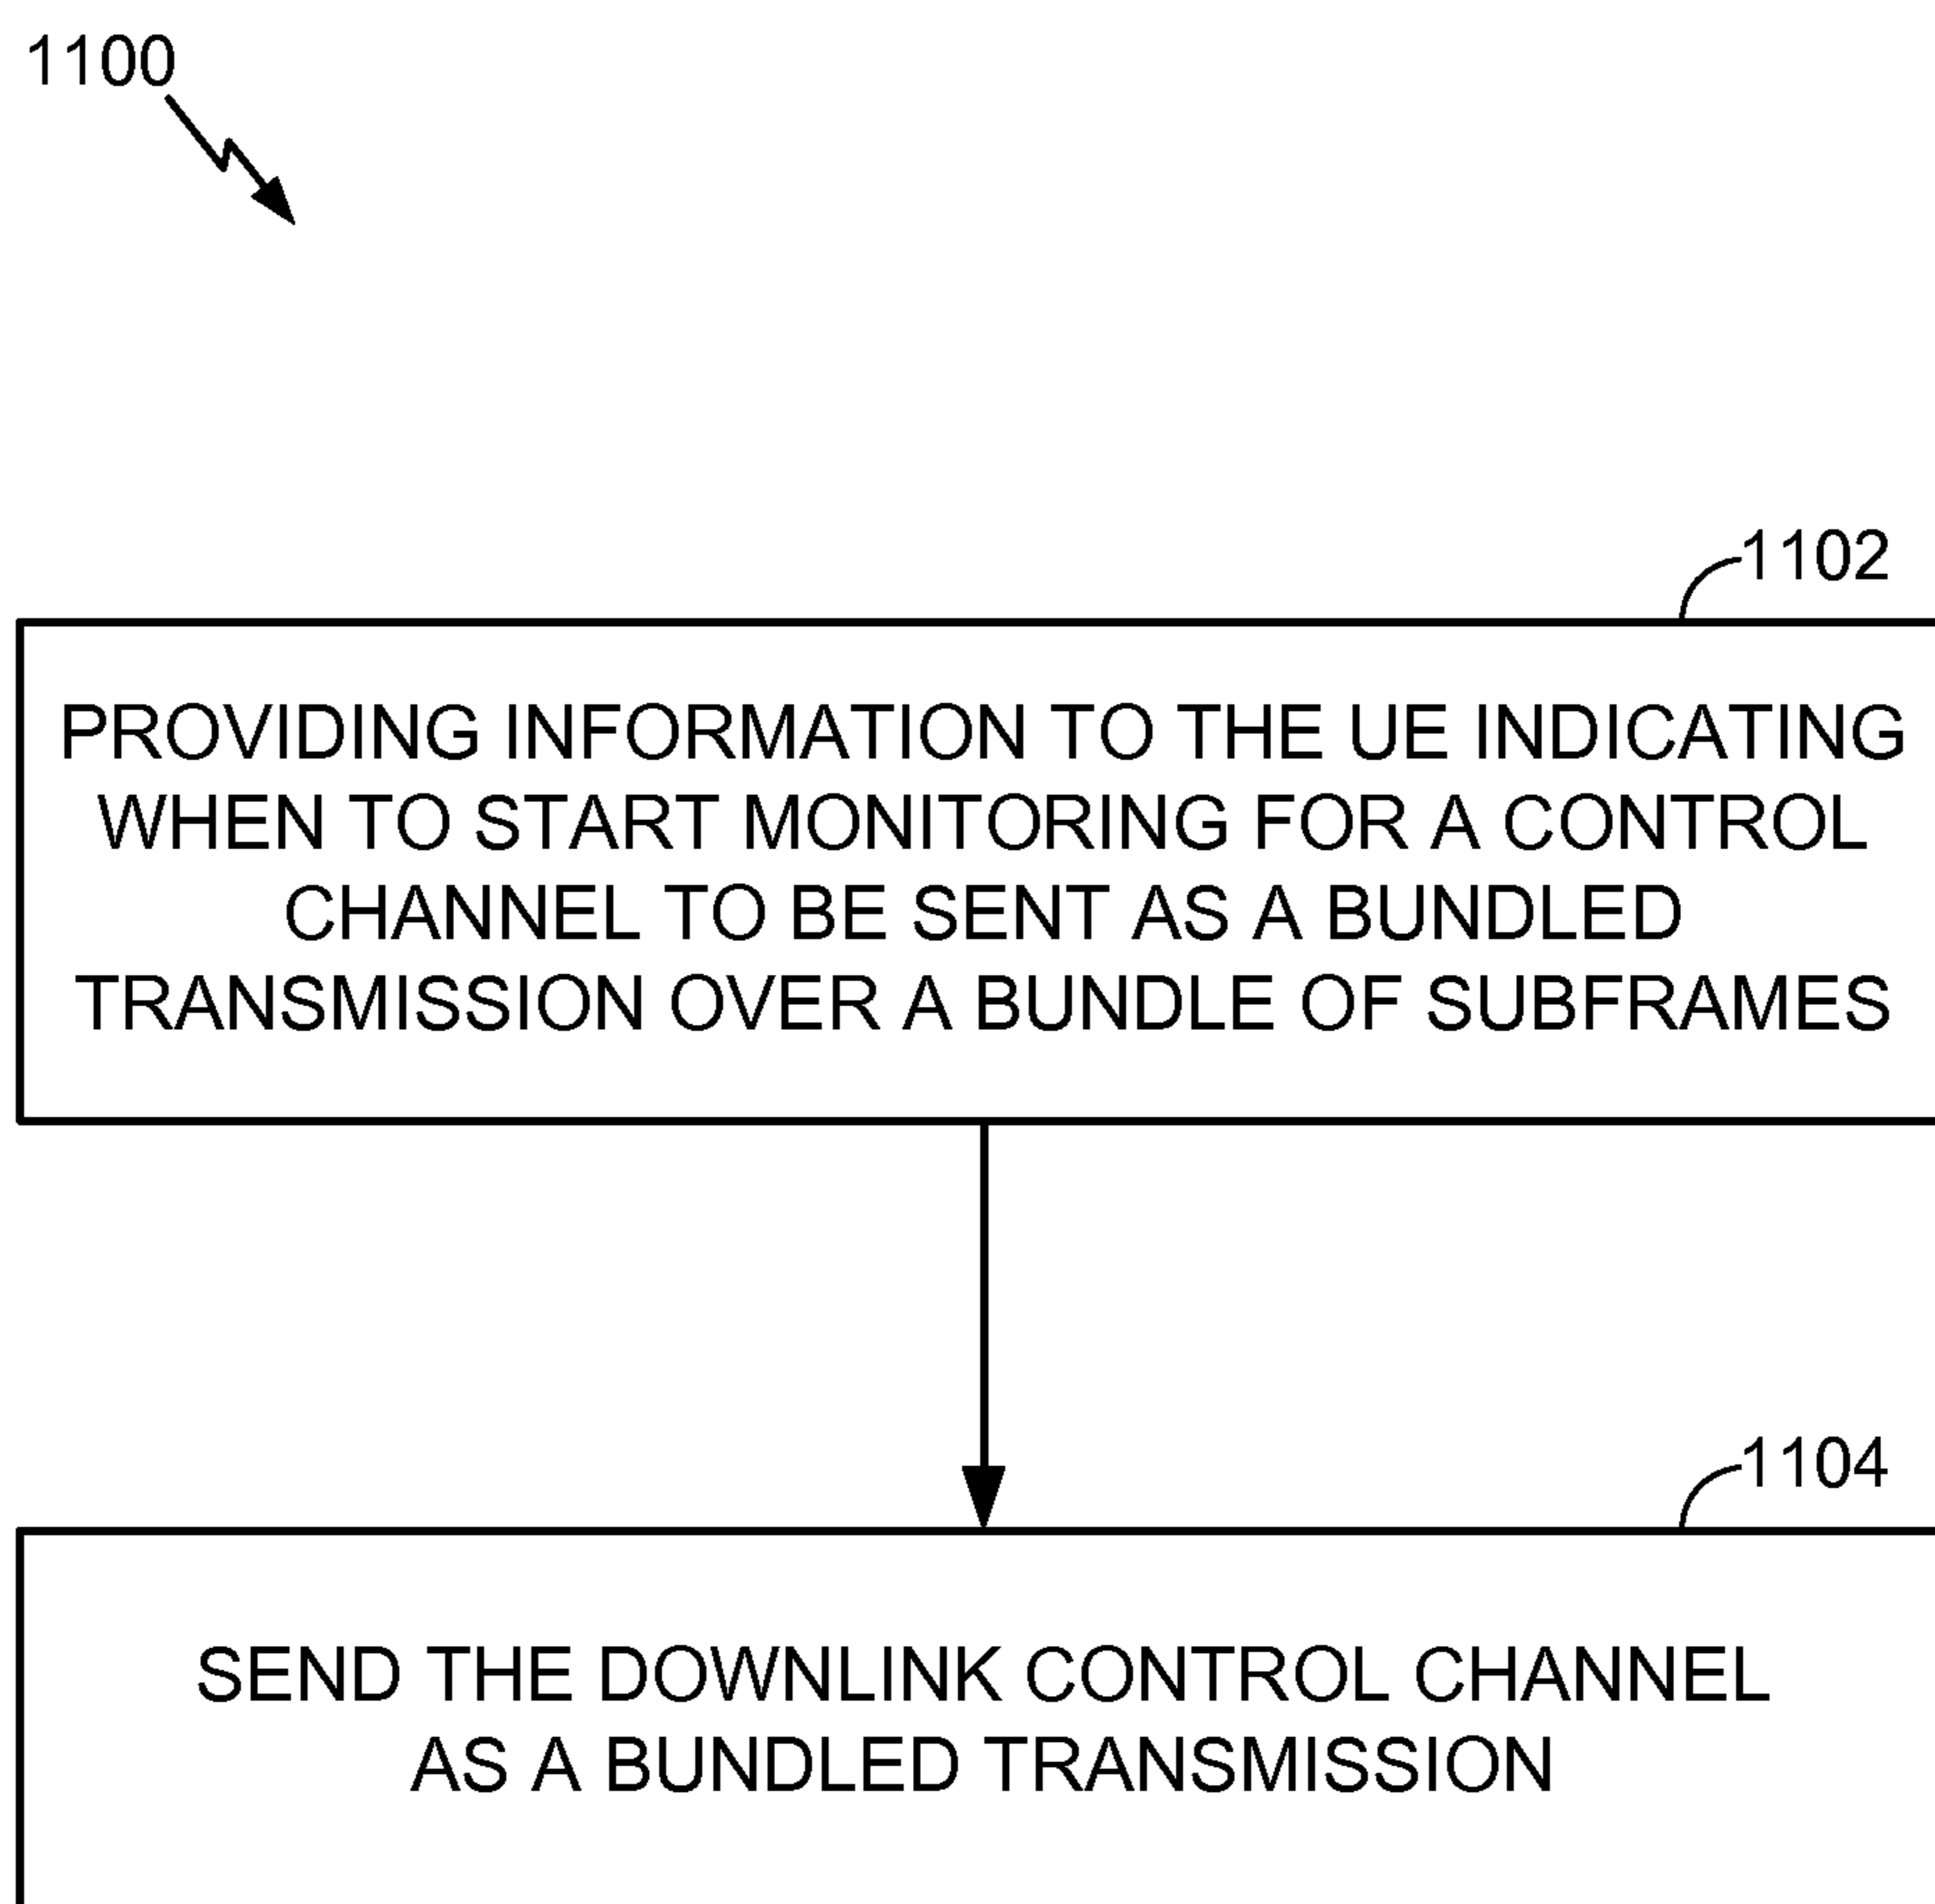 1100
1102
PROVIDING INFORMATION TO THE UE INDICATING
WHEN TO START MONITORING FOR A CONTROL
CHANNEL TO BE SENT AS A BUNDLED
TRANSMISSION OVER A BUNDLE OF SUBFRAMES
1104
SEND THE DOWNLINK CONTROL CHANNEL
AS A BUNDLED TRANSMISSION